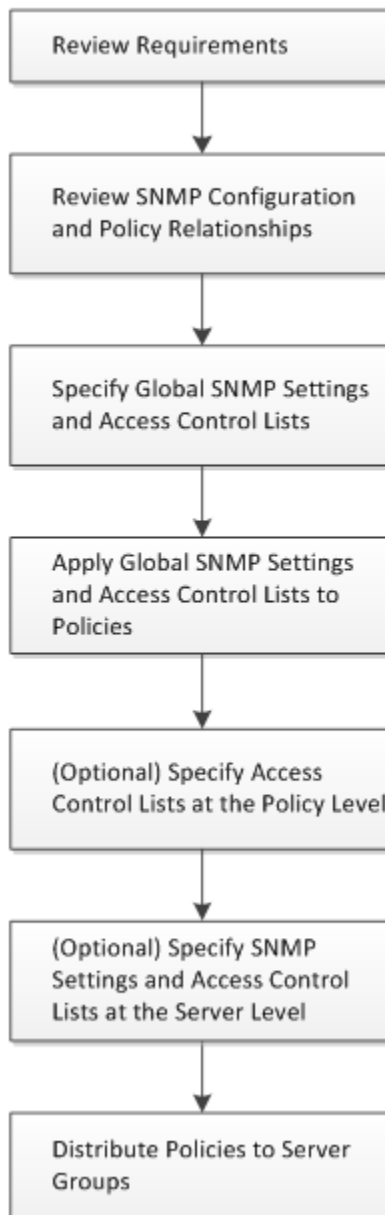 Review Requirements
Review SNMP Configuration
and Policy Relationships
Specify Global SNMP Settings
and Access Control Lists
Apply Global SNMP Settings
and Access Control Lists to
Policies
(Optional) Specify Access
Control Lists at the Policy Level
(Optional) Specify SNMP
Settings and Access Control
Lists at the Server Level
Distribute Policies to Server
Groups